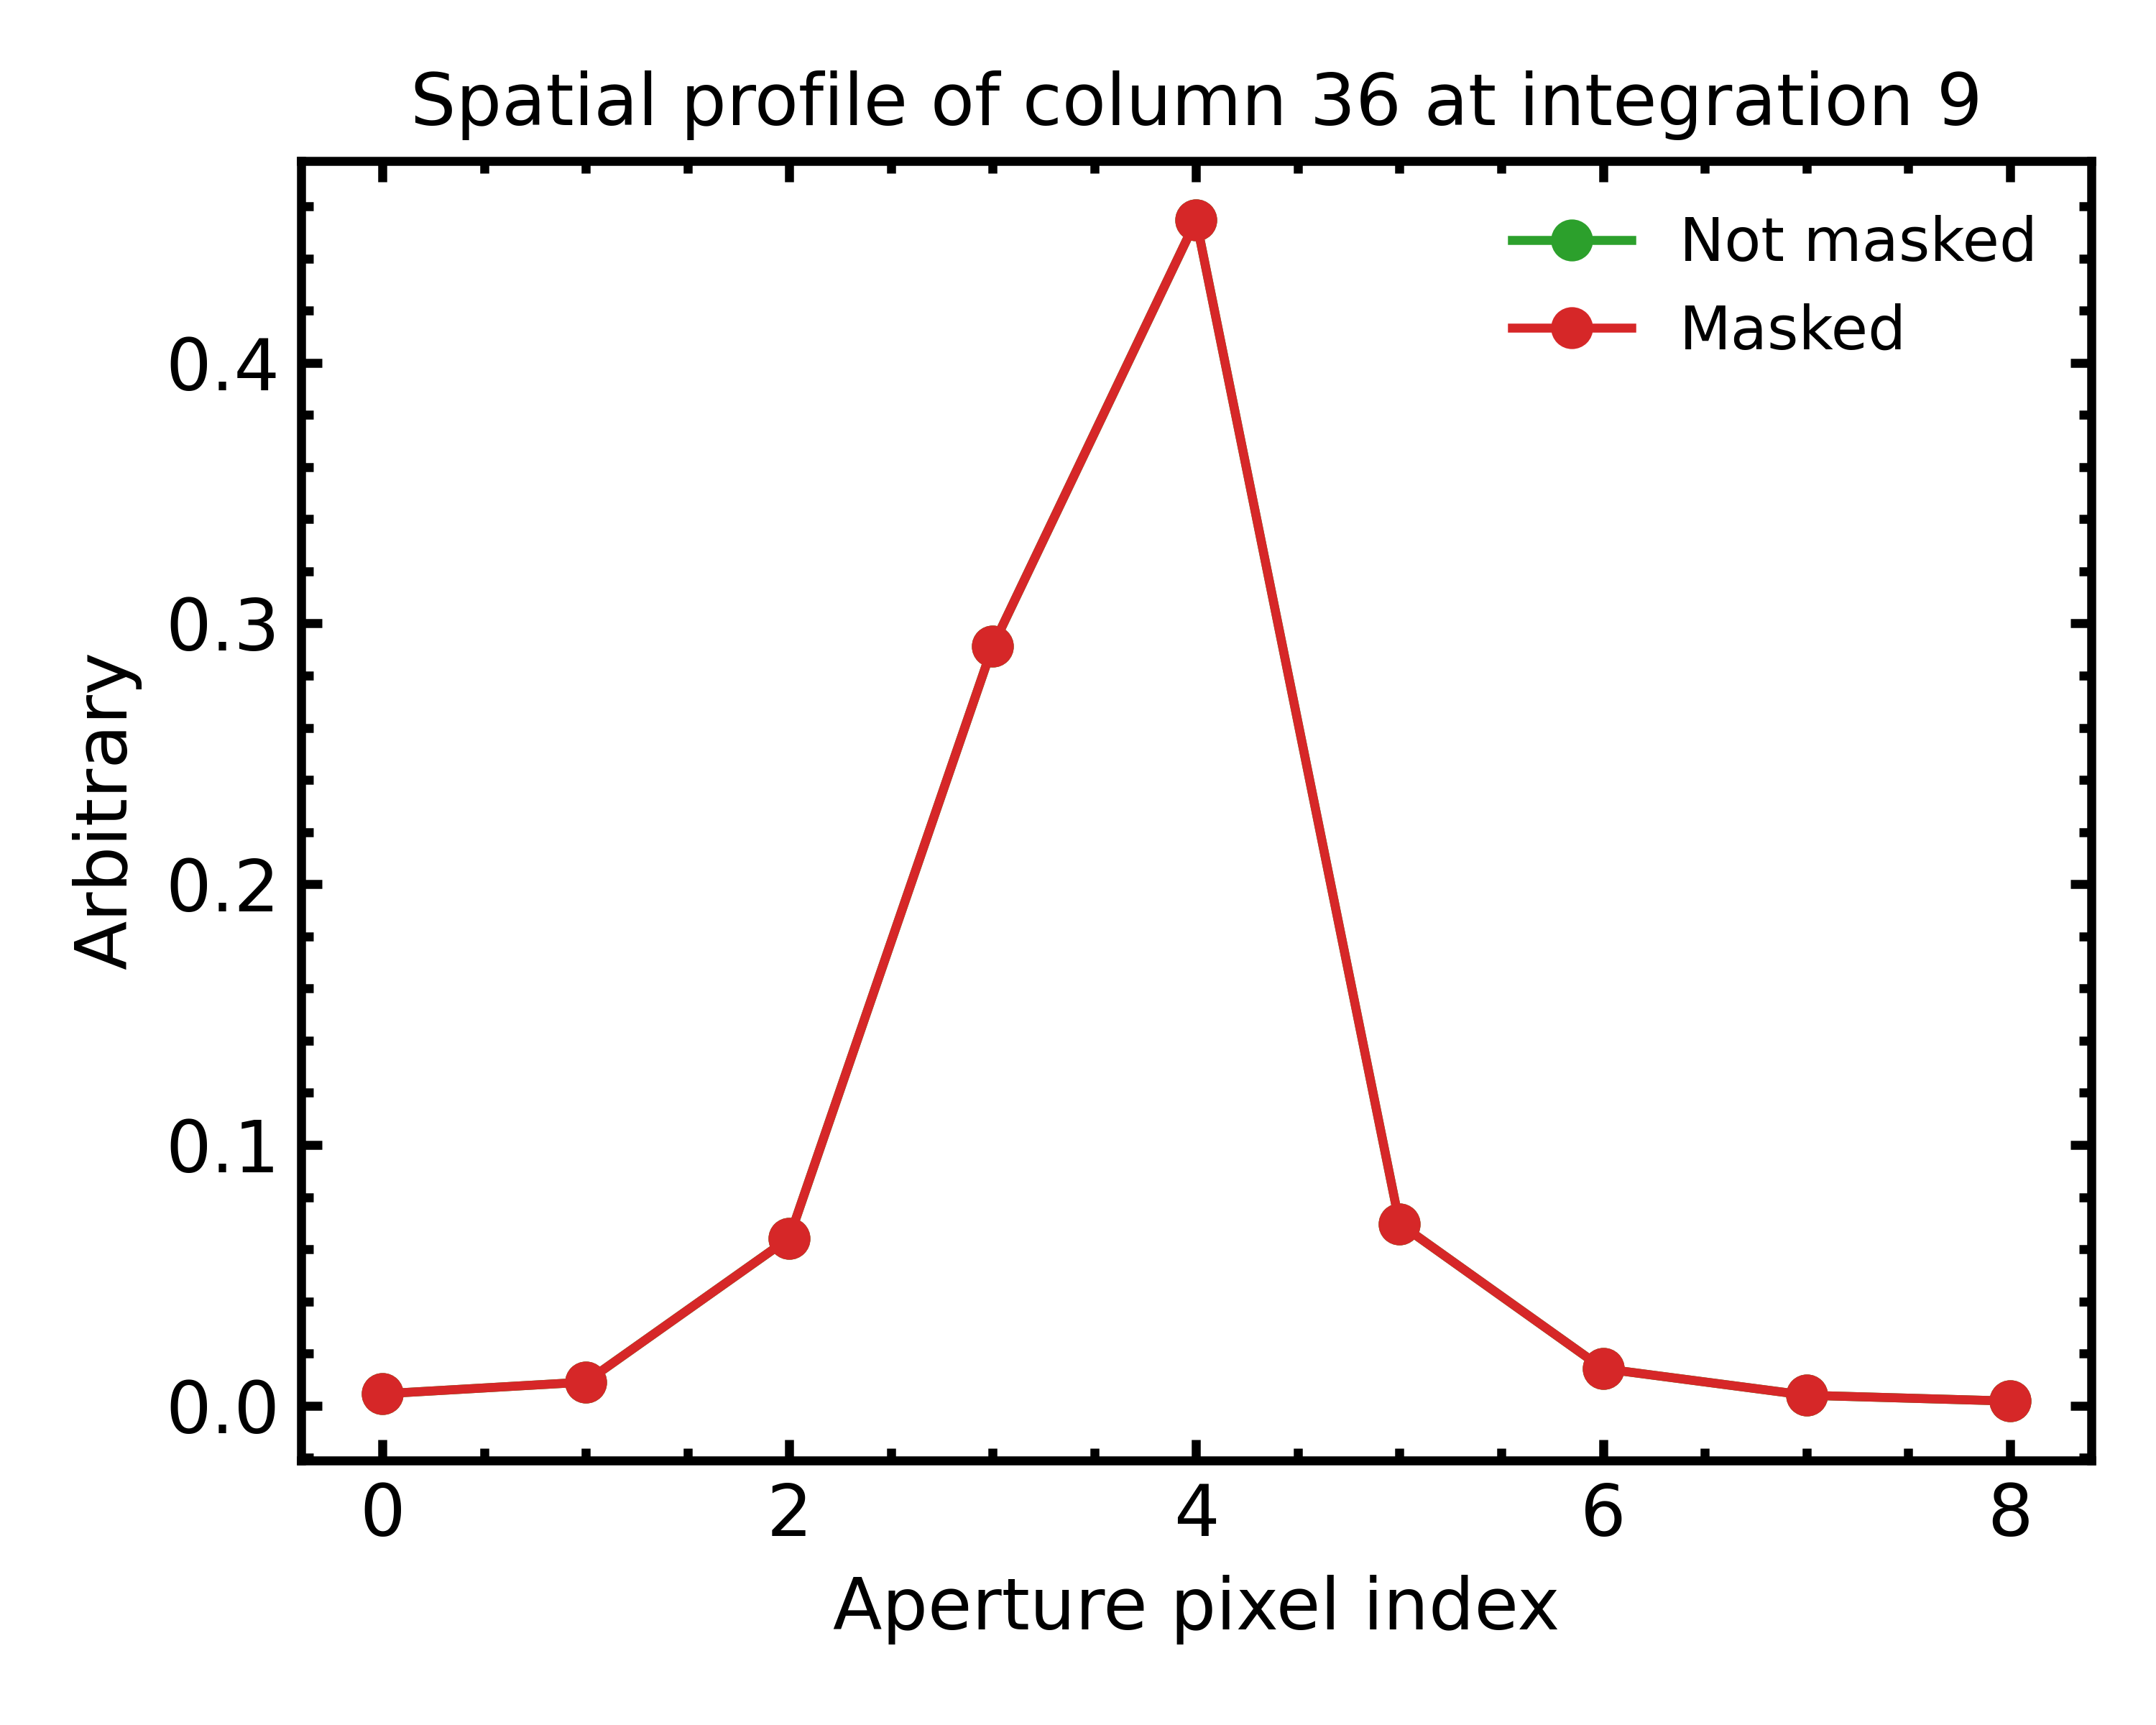 Spatial profile of column 36 at integration 9
Not masked
Masked
0.4
0.3
0.2
0.1
0.0
Arbitrary
0 2 4 6 8
Aperture pixel index